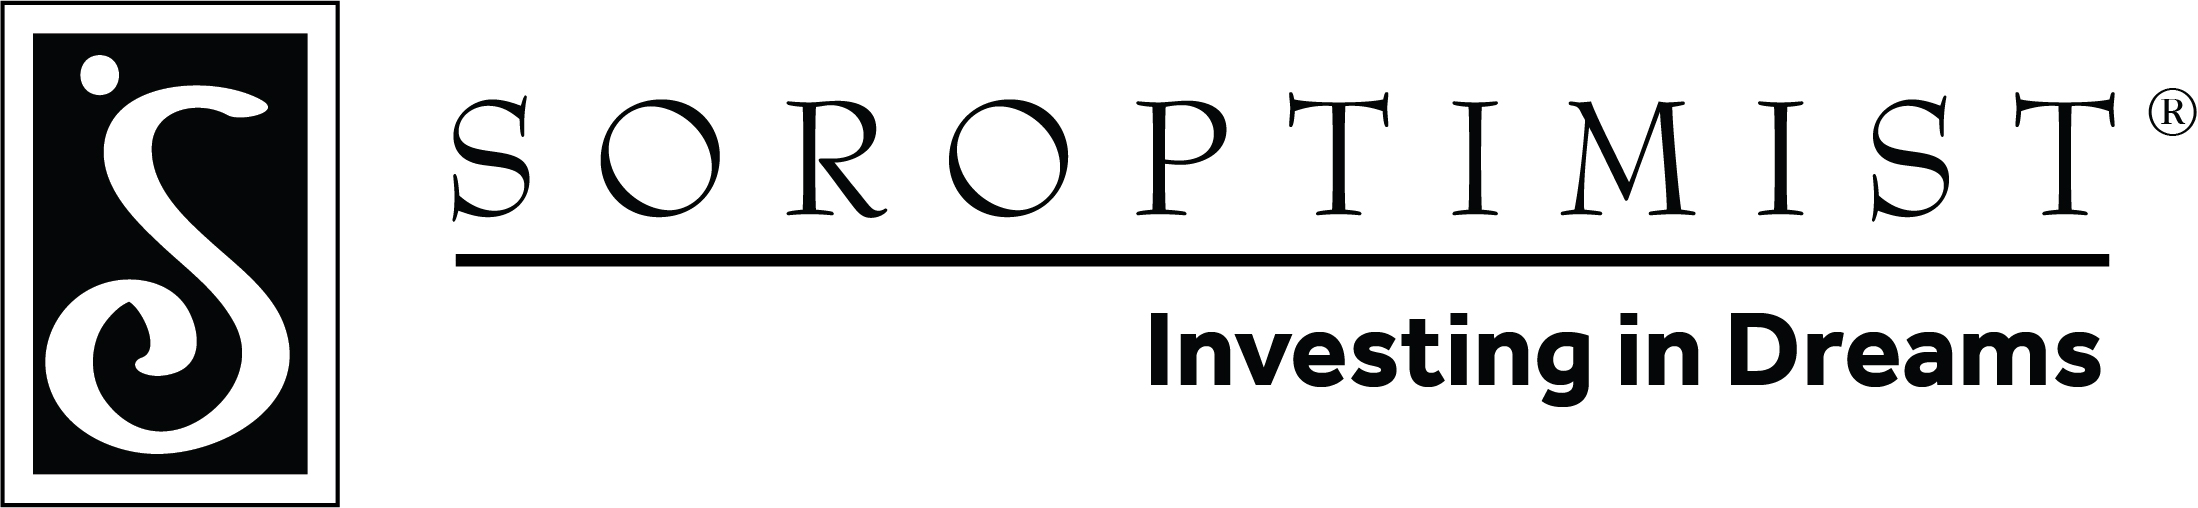 S
SOROPTIMIST®
Investing in Dreams